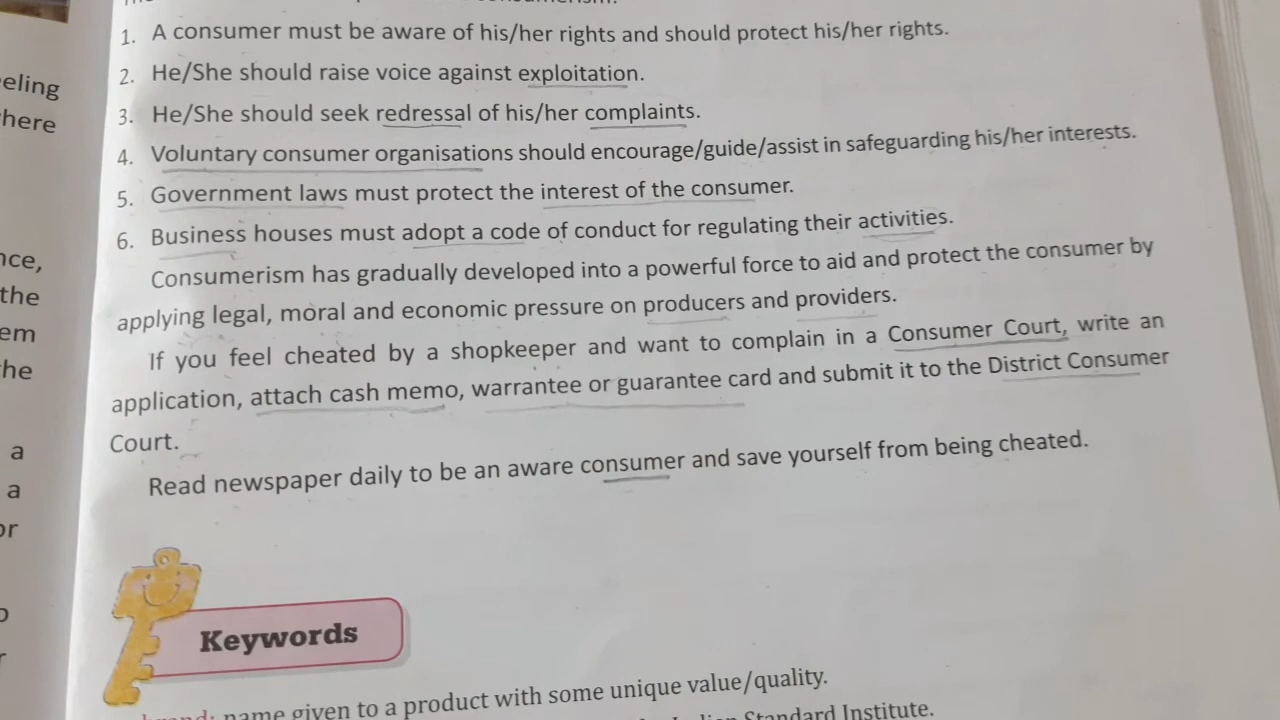 1. A consumer must be aware of his/her rights and should protect his/her rights.
2. He/She should raise voice against exploitation.
3. He/She should seek redressal of his/her complaints.
4. Voluntary consumer organisations should encourage/guide/assist in safeguarding his/her interests.
5. Government laws must protect the interest of the consumer.
6. Business houses must adopt a code of conduct for regulating their activities.
Consumerism has gradually developed into a powerful force to aid and protect the consumer by
applying legal, moral and economic pressure on producers and providers.
If you feel cheated by a shopkeeper and want to complain in a Consumer Court, write an
application, attach cash memo, warrantee or guarantee card and submit it to the District Consumer
Court.
Read newspaper daily to be an aware consumer and save yourself from being cheated.
Keywords
brand: name given to a product with some unique value/quality.
Standard Institute.
eling
here
the
a
a